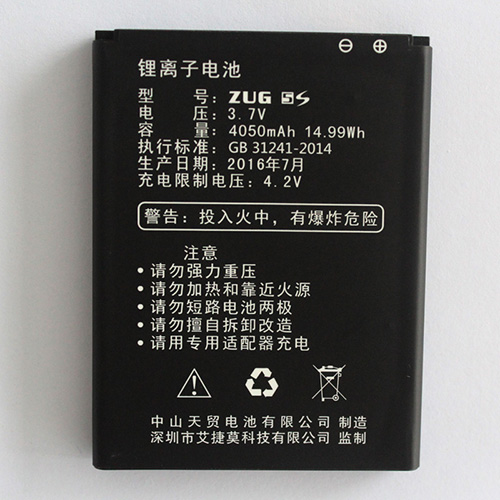 ⊖ ⊕
锂离子电池
型 号: ZUG 5S
电 压: 3.7V
容 量: 4050mAh 14.99Wh
执行标准: GB 31241-2014
生产日期: 2016年7月
充电限制电压: 4.2V
警告: 投入火中, 有爆炸危险
注意
●请勿强力重压
●请勿加热和靠近火源
●请勿短路电池两极
●请勿擅自拆卸改造
●请用专用适配器充电
中山天贸电池有限公司 制造
深圳市艾捷莫科技有限公司 监制